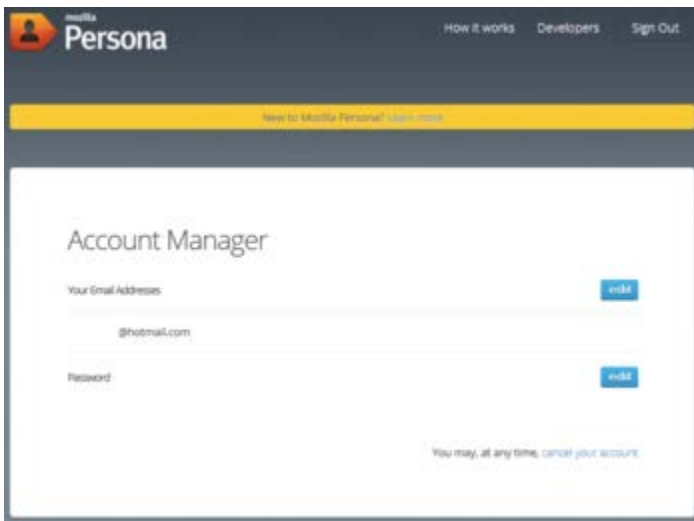 mozilla
Persona
How it works Developers Sign Out
New to Mozilla Persona? Learn more
Account Manager
Your Email Addresses
edit
@hotmail.com
Password
edit
You may, at any time, cancel your account